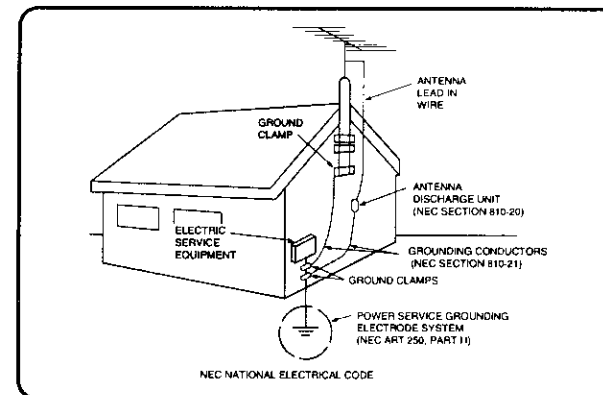 ANTENNA
LEAD IN
WIRE
GROUND
CLAMP
ANTENNA
DISCHARGE UNIT
(NEC SECTION 810-20)
ELECTRIC
SERVICE
EQUIPMENT
GROUNDING CONDUCTORS
(NEC SECTION 810-21)
GROUND CLAMPS
POWER SERVICE GROUNDING
ELECTRODE SYSTEM
(NEC ART 250, PART H)
NEC NATIONAL ELECTRICAL CODE